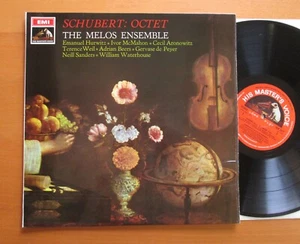 EMI
SCHUBERT: OCTET
THE MELOS ENSEMBLE
Emanuel Hurwitz • Ivor McMahon • Cecil Aronowitz
Terence Weil • Adrian Beers • Gervase de Peyer
Neill Sanders • William Waterhouse
HIS MASTER'S VOICE